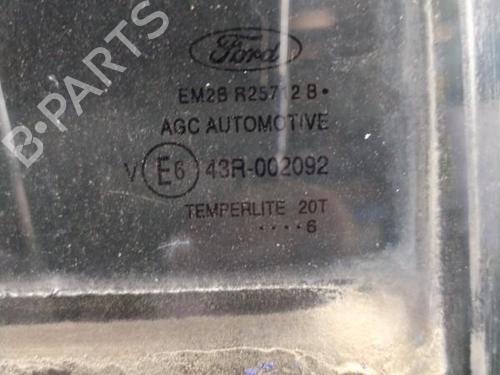 B-PARTS
Ford
EM2B R25712 B •
AGC AUTOMOTIVE
V E6 43R-002092
TEMPERLITE 20T
....6